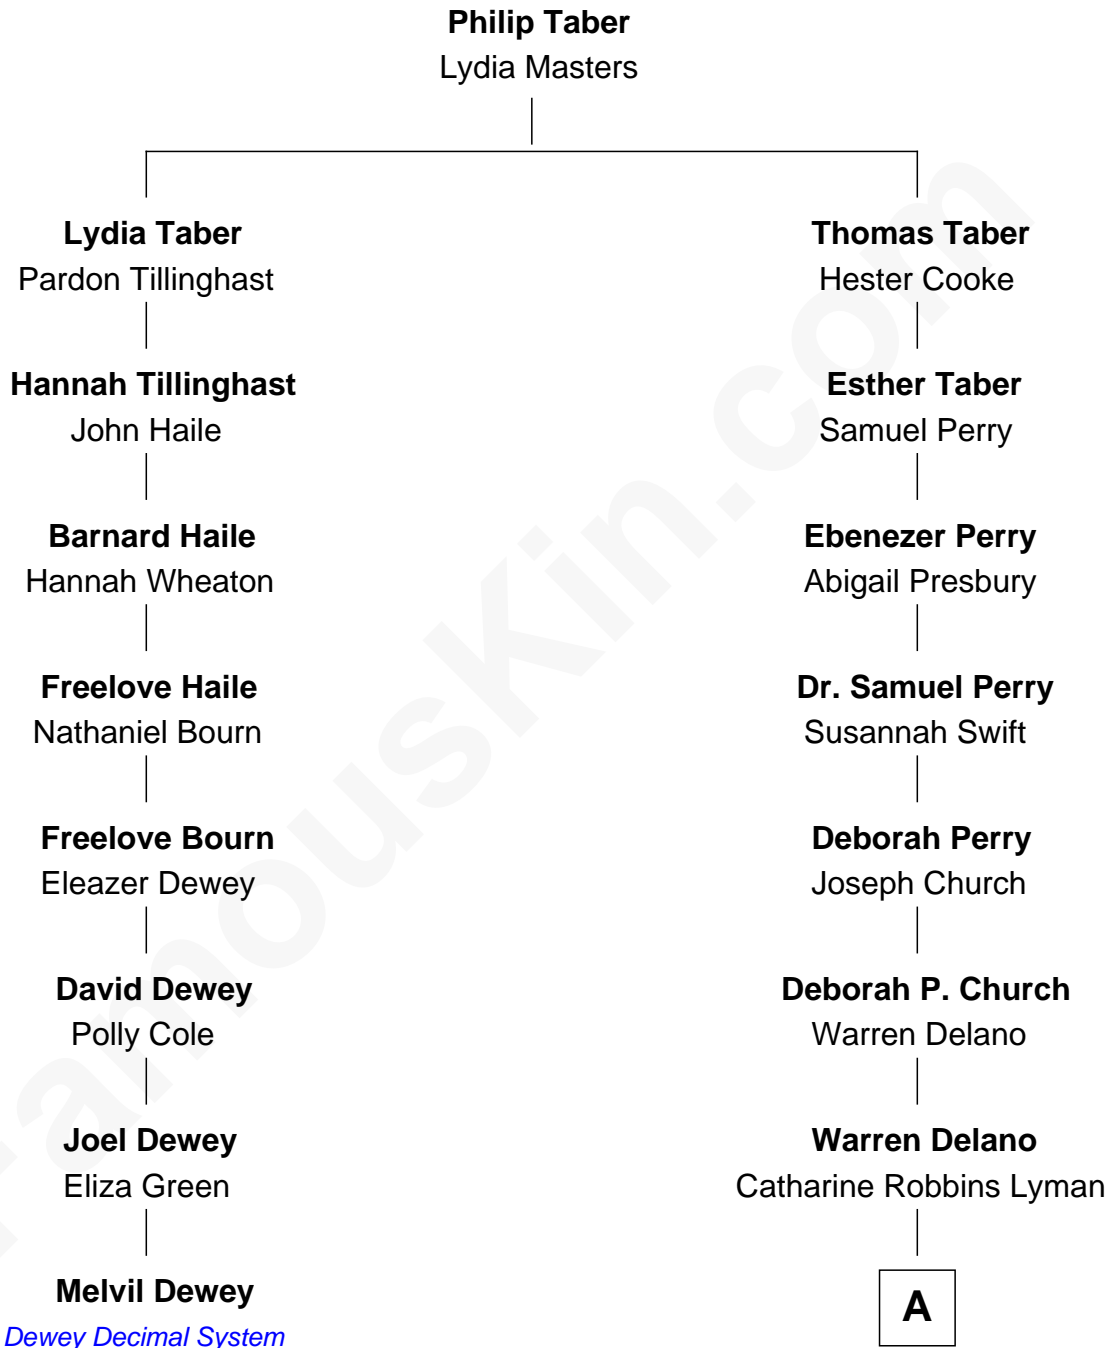 Philip Taber
Lydia Masters
Lydia Taber
Pardon Tillinghast
Thomas Taber
Hester Cooke
Hannah Tillinghast
John Haile
Esther Taber
Samuel Perry
Barnard Haile
Hannah Wheaton
Ebenezer Perry
Abigail Presbury
Freelove Haile
Nathaniel Bourn
Dr. Samuel Perry
Susannah Swift
Freelove Bourn
Eleazer Dewey
Deborah Perry
Joseph Church
David Dewey
Polly Cole
Deborah P. Church
Warren Delano
Joel Dewey
Eliza Green
Warren Delano
Catharine Robbins Lyman
Melvil Dewey
Dewey Decimal System
A
FamousKin.com